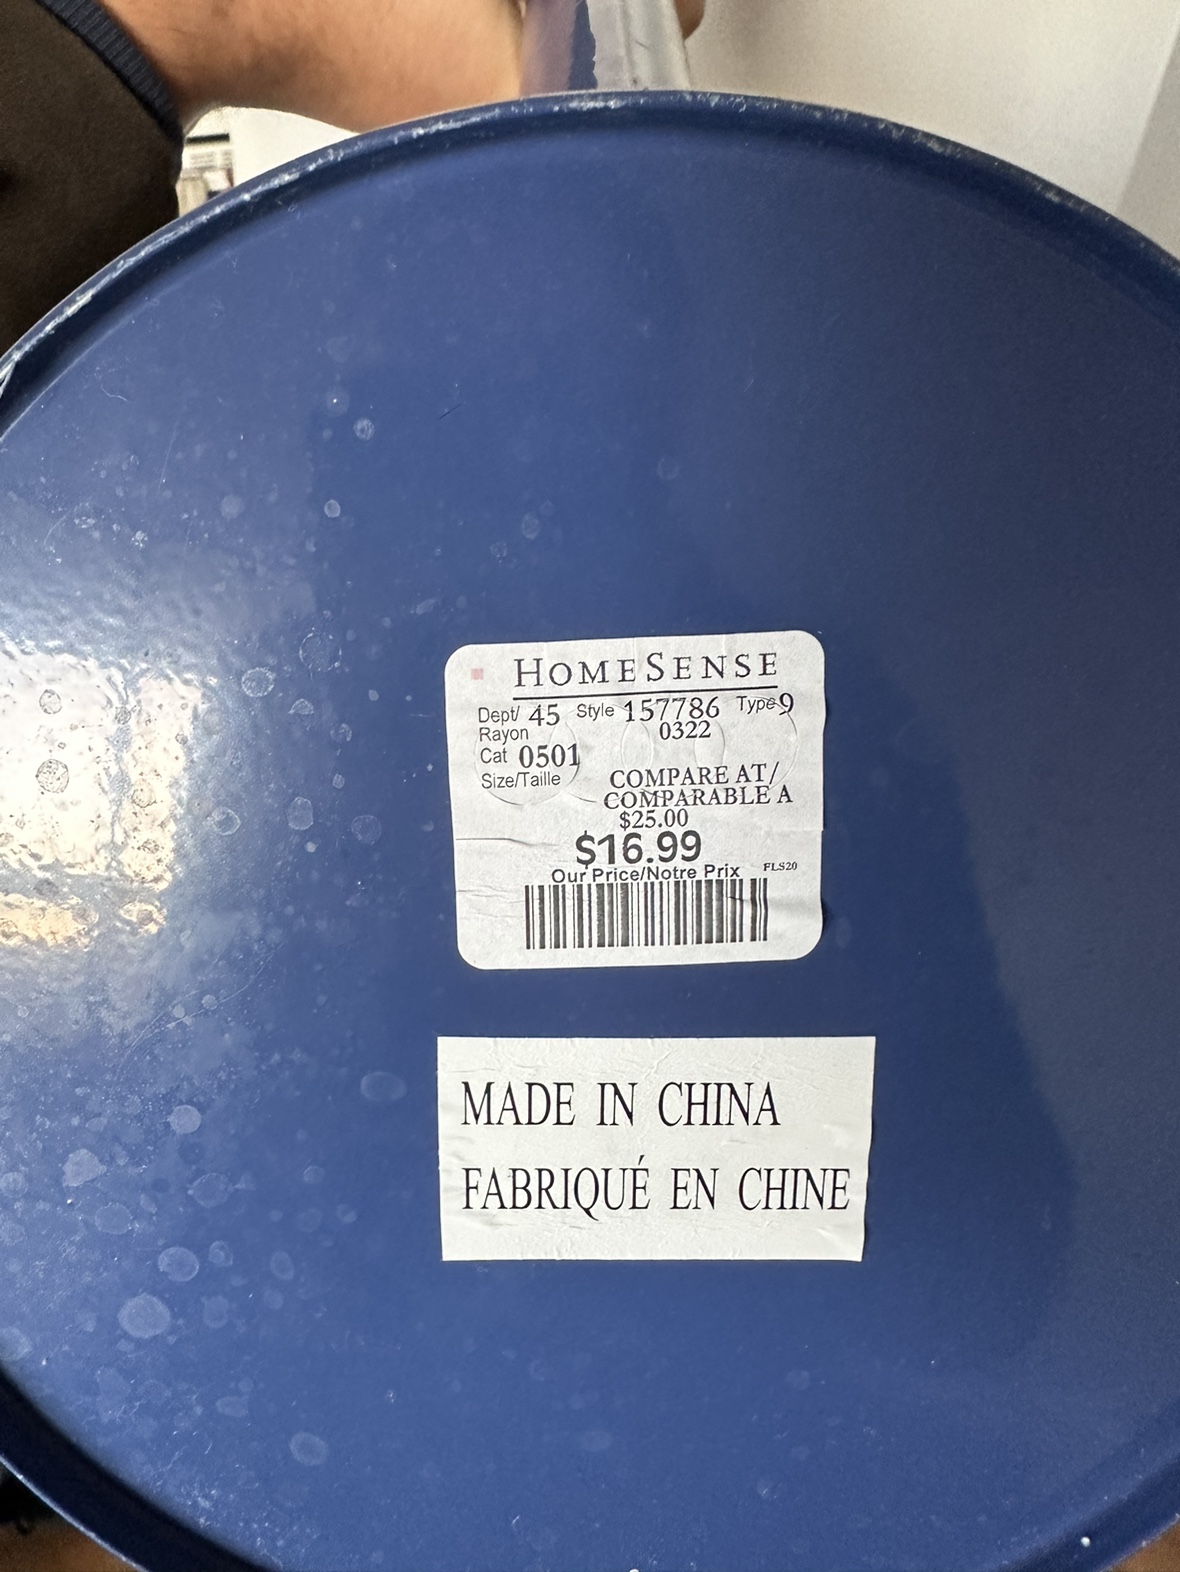 HOMESENSE
Dept/ 45 Style 157786 Type 9
Rayon 0322
Cat 0501
Size/Taille COMPARE AT/
COMPARABLE A
$25.00
$16.99
Our Price/Notre Prix FLS20
MADE IN CHINA
FABRIQUÉ EN CHINE